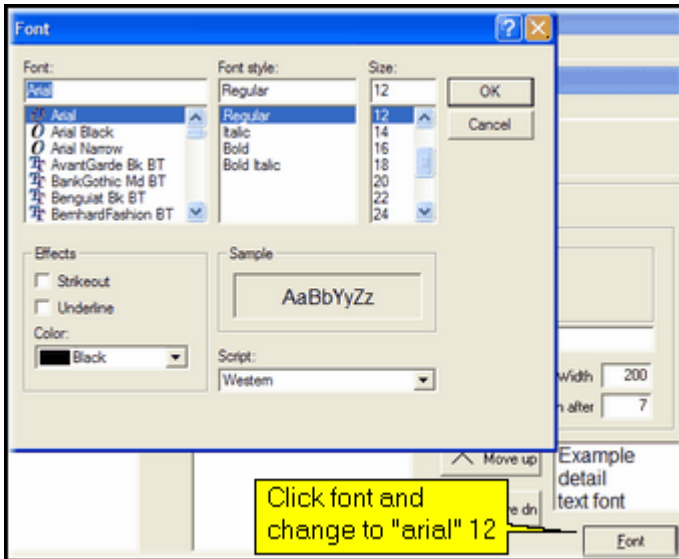 Font
Font:
Font style:
Size:
Arial
Regular
12
OK
Cancel
Arial
Arial Black
Arial Narrow
AvantGarde Bk BT
BankGothic Md BT
Benguiat Bk BT
BernhardFashion BT
Regular
Italic
Bold
Bold Italic
12
14
16
18
20
22
24
Effects
Strikeout
Underline
Color:
Black
Sample
AaBbYyZz
Script:
Western
Width 200
after 7
Move up
dn
Example
detail
text font
Font
Click font and
change to "arial" 12